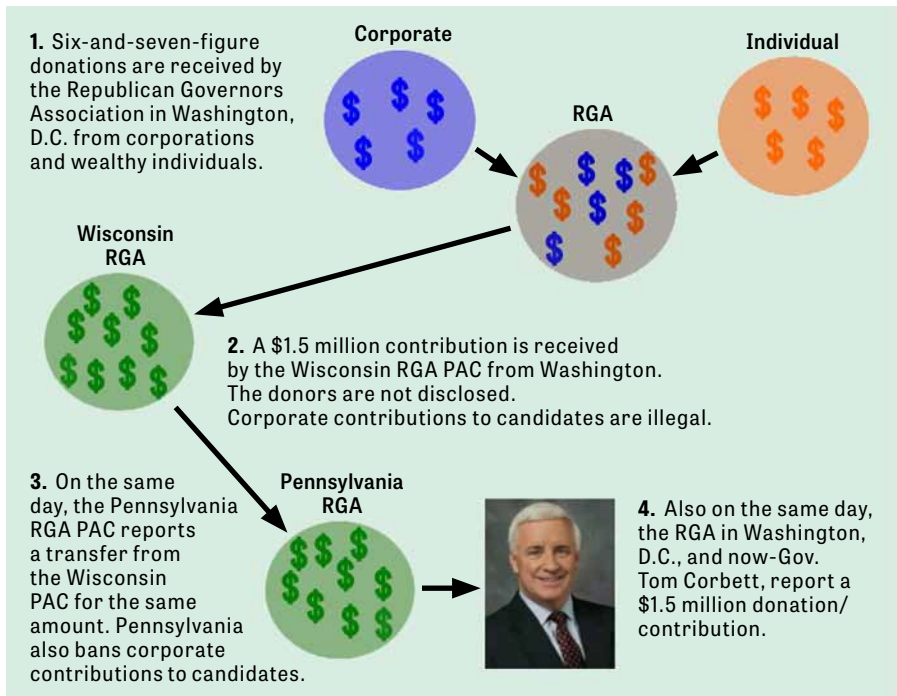 1. Six-and-seven-figure
donations are received by
the Republican Governors
Association in Washington,
D.C. from corporations
and wealthy individuals.
Corporate
Individual
RGA
Wisconsin
RGA
2. A $1.5 million contribution is received
by the Wisconsin RGA PAC from Washington.
The donors are not disclosed.
Corporate contributions to candidates are illegal.
3. On the same
day, the Pennsylvania
RGA PAC reports
a transfer from
the Wisconsin
PAC for the same
amount. Pennsylvania
also bans corporate
contributions to candidates.
Pennsylvania
RGA
4. Also on the same day,
the RGA in Washington,
D.C., and now-Gov.
Tom Corbett, report a
$1.5 million donation/
contribution.